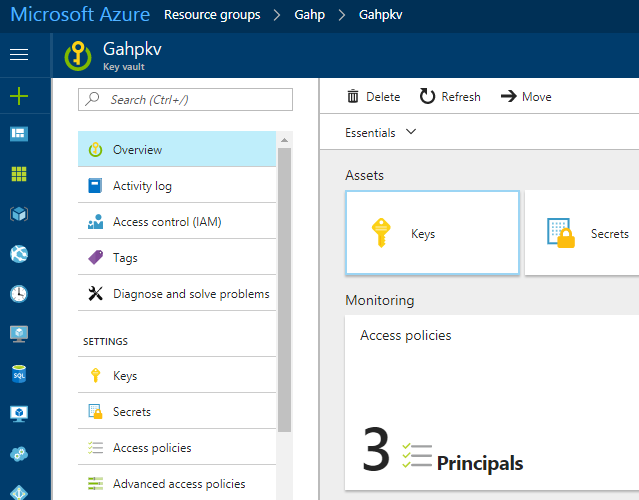 Microsoft Azure Resource groups > Gahp > Gahpkv
Gahpkv
Key vault
Search (Ctrl+/)
Overview
Activity log
Access control (IAM)
Tags
Diagnose and solve problems
SETTINGS
Keys
Secrets
Access policies
Advanced access policies
Delete Refresh Move
Essentials
Assets
Keys Secrets
Monitoring
Access policies
3 Principals
SQL